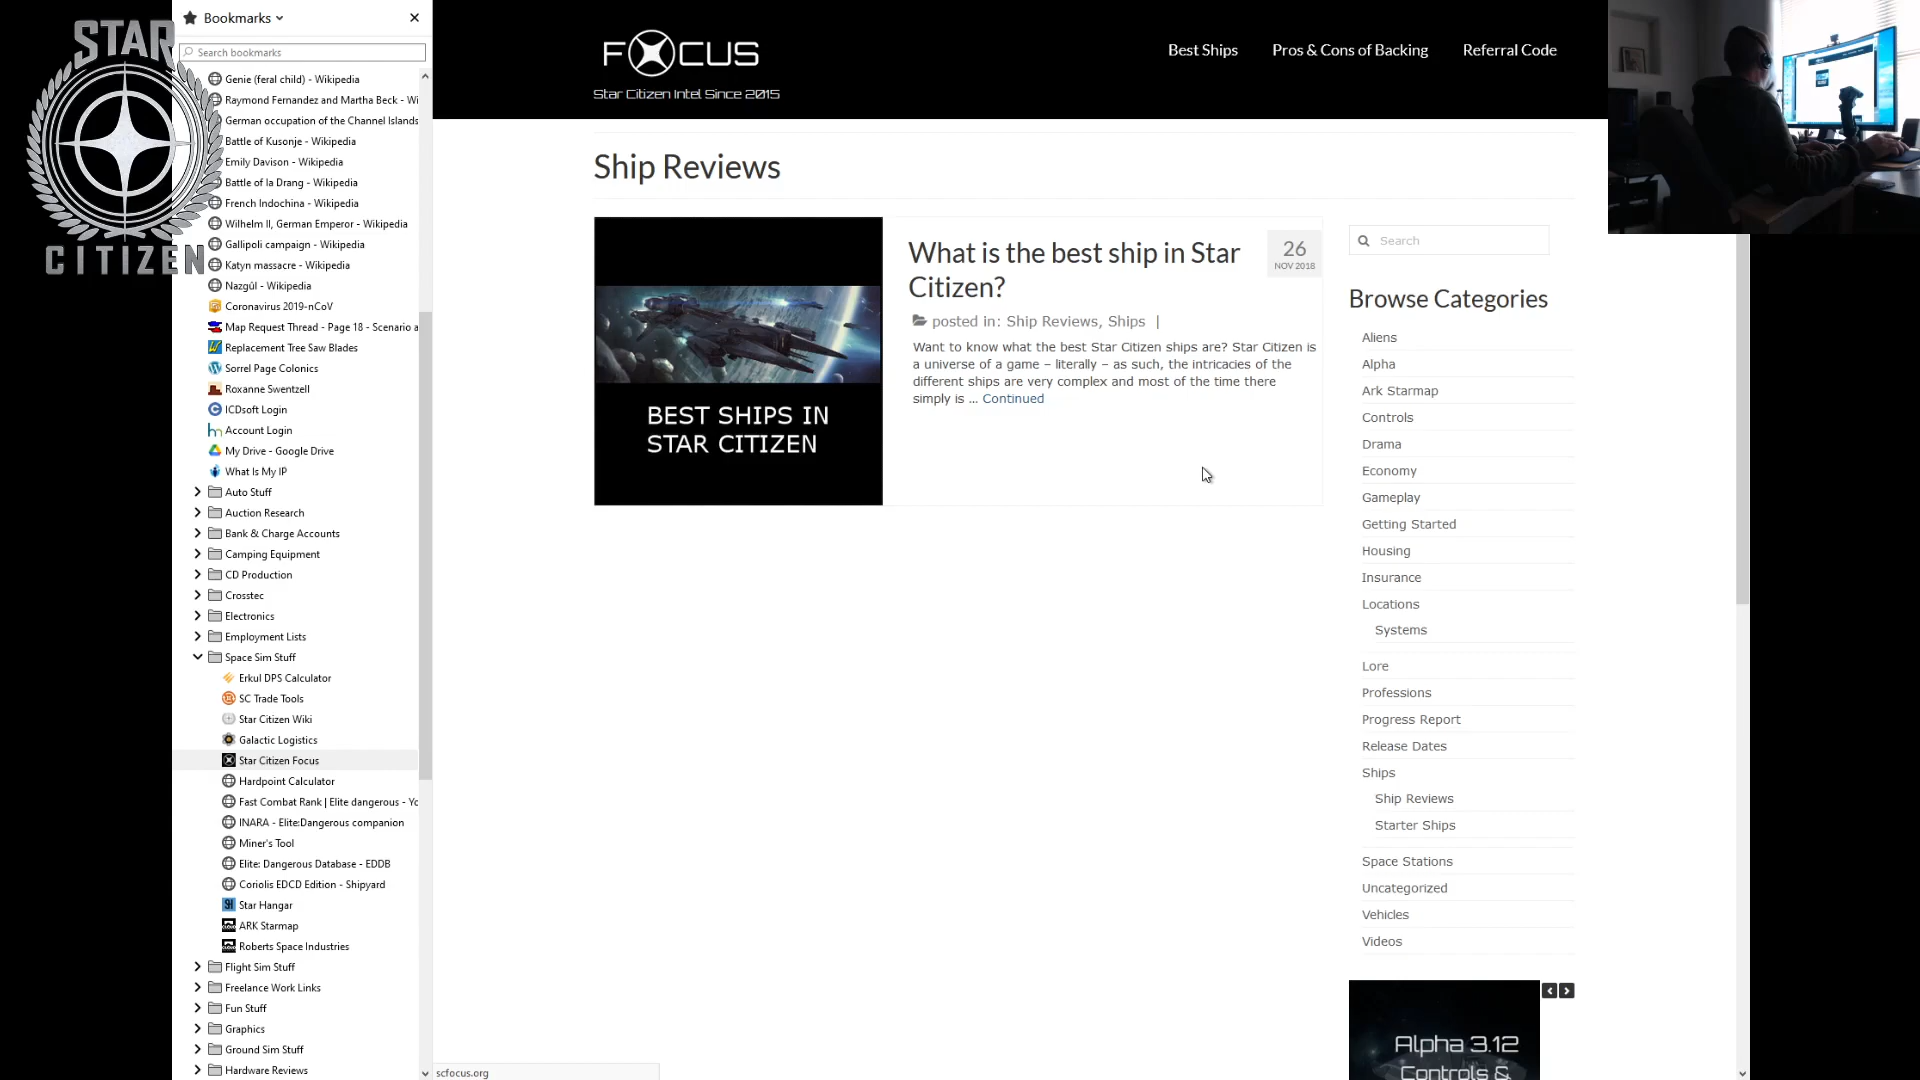 STAR
CITIZEN
Bookmarks
Search bookmarks
Genie (feral child) - Wikipedia
Raymond Fernandez and Martha Beck - Wi
German occupation of the Channel Islands
Battle of Kusonje - Wikipedia
Emily Davison - Wikipedia
Battle of Ia Drang - Wikipedia
French Indochina - Wikipedia
Wilhelm II, German Emperor - Wikipedia
Gallipoli campaign - Wikipedia
Katyn massacre - Wikipedia
Nazgûl - Wikipedia
Coronavirus 2019-nCoV
Map Request Thread - Page 18 - Scenario a
Replacement Tree Saw Blades
Sorrel Page Colonics
Roxanne Swentzell
ICDsoft Login
Account Login
My Drive - Google Drive
What Is My IP
Auto Stuff
Auction Research
Bank & Charge Accounts
Camping Equipment
CD Production
Crosstec
Electronics
Employment Lists
Space Sim Stuff
Erkul DPS Calculator
SC Trade Tools
Star Citizen Wiki
Galactic Logistics
Star Citizen Focus
Hardpoint Calculator
Fast Combat Rank | Elite dangerous - Yo
INARA - Elite:Dangerous companion
Miner's Tool
Elite: Dangerous Database - EDDB
Coriolis EDCD Edition - Shipyard
Star Hangar
ARK Starmap
Roberts Space Industries
Flight Sim Stuff
Freelance Work Links
Fun Stuff
Graphics
Ground Sim Stuff
Hardware Reviews
FOCUS
Star Citizen Intel Since 2015
Best Ships
Pros & Cons of Backing
Referral Code
Ship Reviews
BEST SHIPS IN
STAR CITIZEN
What is the best ship in Star
Citizen?
26
NOV 2018
posted in: Ship Reviews, Ships |
Want to know what the best Star Citizen ships are? Star Citizen is
a universe of a game – literally – as such, the intricacies of the
different ships are very complex and most of the time there
simply is ... Continued
Search
Browse Categories
Aliens
Alpha
Ark Starmap
Controls
Drama
Economy
Gameplay
Getting Started
Housing
Insurance
Locations
Systems
Lore
Professions
Progress Report
Release Dates
Ships
Ship Reviews
Starter Ships
Space Stations
Uncategorized
Vehicles
Videos
Alpha 3.12
Controls &
scfocus.org